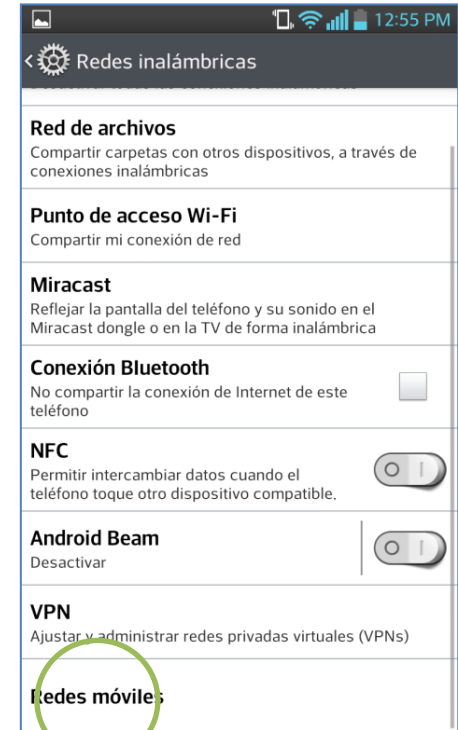 12:55 PM
Redes inalámbricas
Red de archivos
Compartir carpetas con otros dispositivos, a través de
conexiones inalámbricas
Punto de acceso Wi-Fi
Compartir mi conexión de red
Miracast
Reflejar la pantalla del teléfono y su sonido en el
Miracast dongle o en la TV de forma inalámbrica
Conexión Bluetooth
No compartir la conexión de Internet de este
teléfono
NFC
Permitir intercambiar datos cuando el
teléfono toque otro dispositivo compatible.
Android Beam
Desactivar
VPN
Ajustar y administrar redes privadas virtuales (VPNs)
Redes móviles